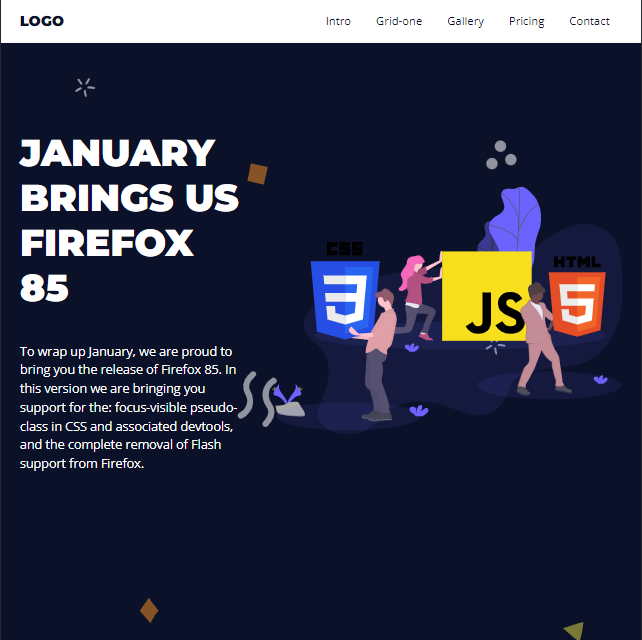 LOGO Intro Grid-one Gallery Pricing Contact
JANUARY
BRINGS US
FIREFOX
85
CSS
3
JS
HTML
5
To wrap up January, we are proud to
bring you the release of Firefox 85. In
this version we are bringing you
support for the: focus-visible pseudo-
class in CSS and associated devtools,
and the complete removal of Flash
support from Firefox.